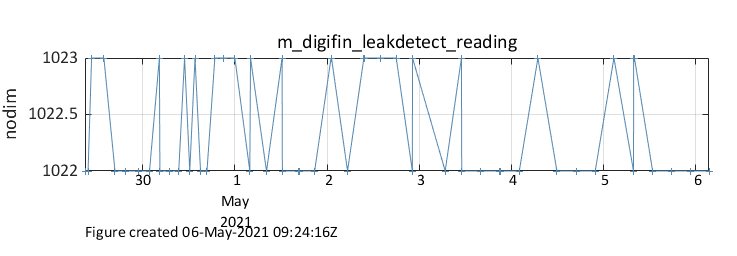 m_digifin_leakdetect_reading
1023
1022.5
1022
nodim
30 1 2 3 4 5 6
May
2021
Figure created 06-May-2021 09:24:16Z